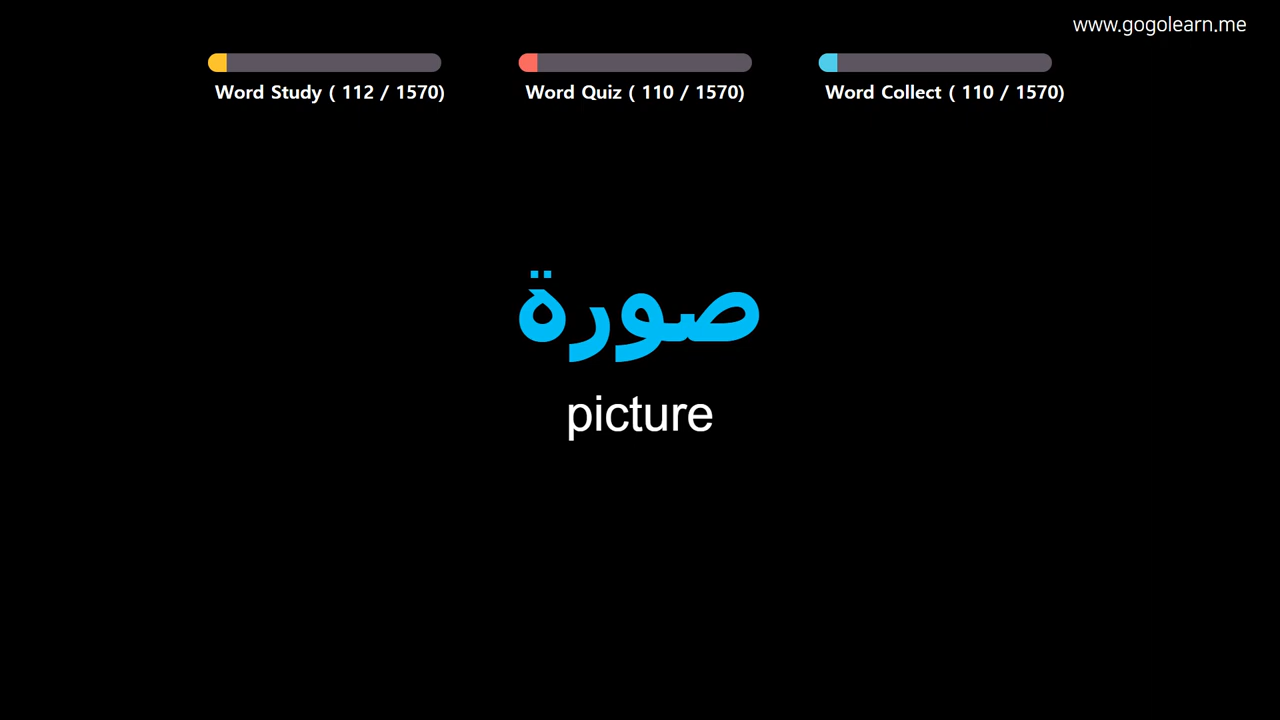 www.gogolearn.me
Word Study ( 112 / 1570)
Word Quiz ( 110 / 1570)
Word Collect ( 110 / 1570)
صورة
picture